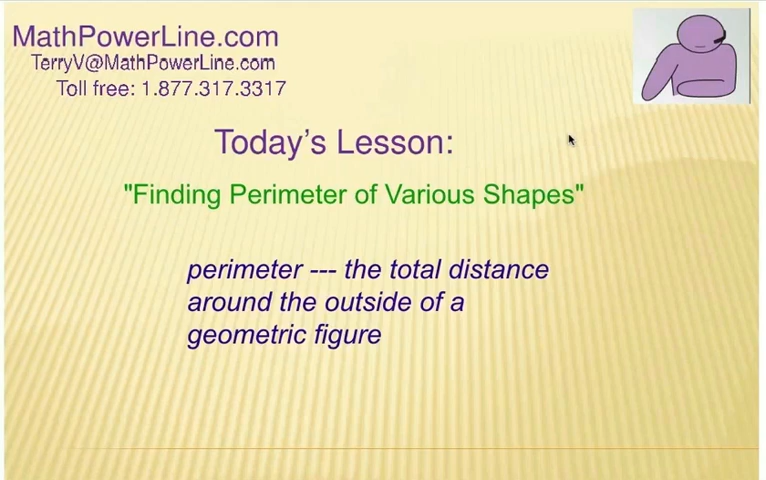 MathPowerLine.com
TerryV@MathPowerLine.com
Toll free: 1.877.317.3317
Today's Lesson:
"Finding Perimeter of Various Shapes"
perimeter --- the total distance
around the outside of a
geometric figure